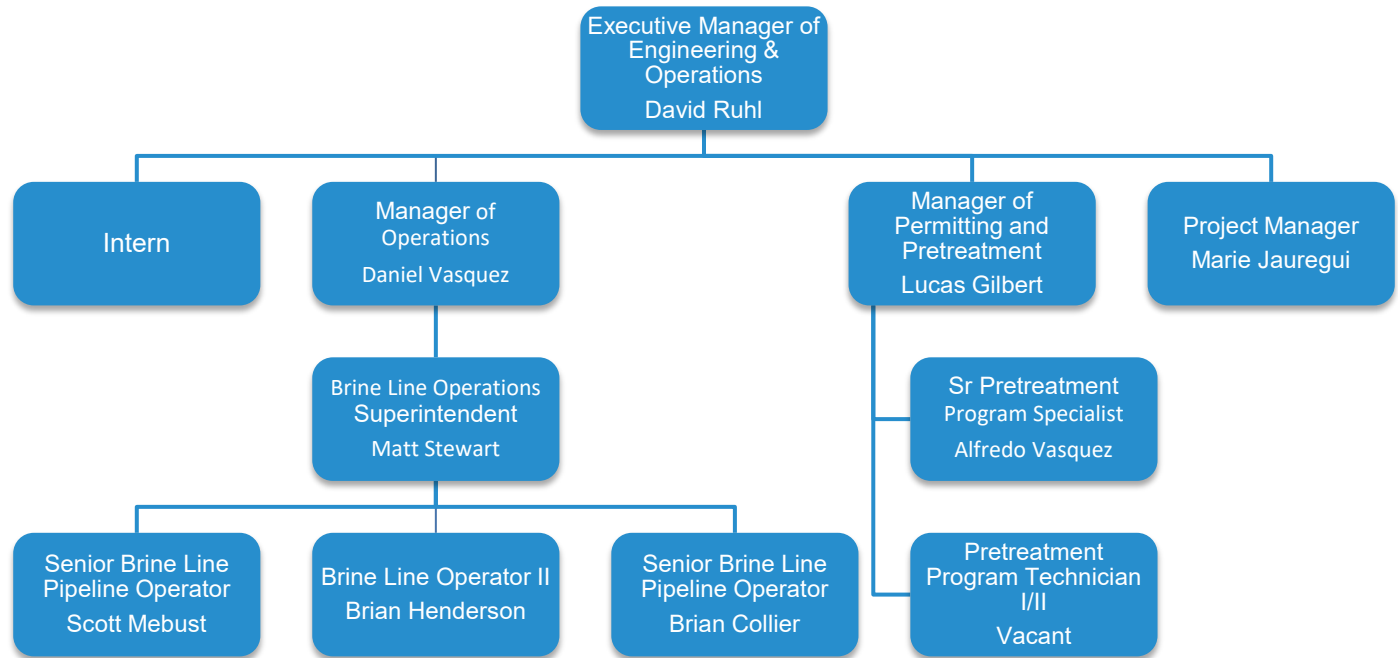 Executive Manager of
Engineering &
Operations
David Ruhl
Intern
Manager of
Operations
Daniel Vasquez
Manager of
Permitting and
Pretreatment
Lucas Gilbert
Project Manager
Marie Jauregui
Brine Line Operations
Superintendent
Matt Stewart
Sr Pretreatment
Program Specialist
Alfredo Vasquez
Senior Brine Line
Pipeline Operator
Scott Mebust
Brine Line Operator II
Brian Henderson
Senior Brine Line
Pipeline Operator
Brian Collier
Pretreatment
Program Technician
I/II
Vacant